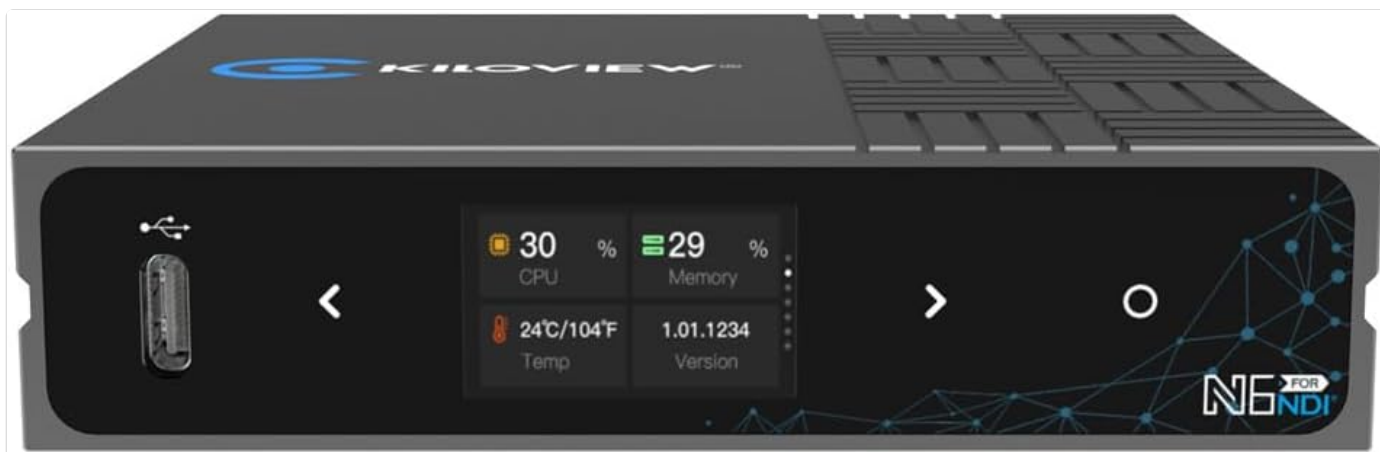 KILOVIEW
30 %
CPU
29 %
Memory
24°C/104°F
Temp
1.01.1234
Version
N6 FOR
NDI®